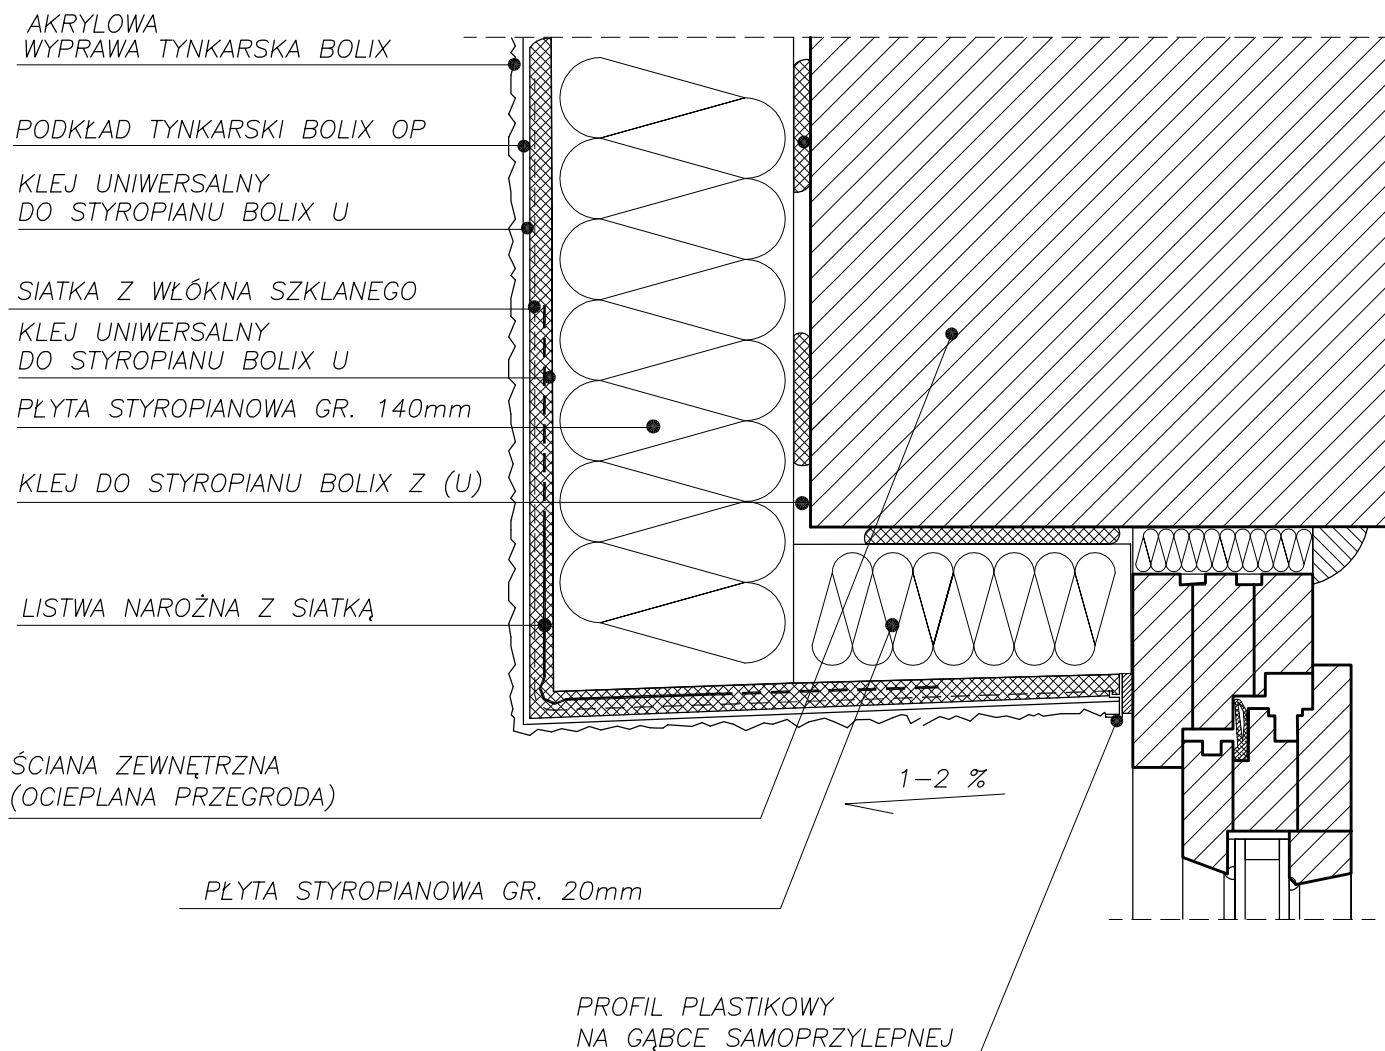 AKRYLOWA
WYPRAWA TYNKARSKA BOLIX
PODKŁAD TYNKARSKI BOLIX OP
KLEJ UNIWERSALNY
DO STYROPIANU BOLIX U
SIATKA Z WŁÓKNA SZKLANEGO
KLEJ UNIWERSALNY
DO STYROPIANU BOLIX U
PŁYTA STYROPIANOWA GR. 140mm
KLEJ DO STYROPIANU BOLIX Z (U)
LISTWA NAROŻNA Z SIATKĄ
ŚCIANA ZEWNĘTRZNA
(OCIEPLANA PRZEGRODA)
1-2 %
PŁYTA STYROPIANOWA GR. 20mm
PROFIL PLASTIKOWY
NA GĄBCE SAMOPRZYLEPNEJ